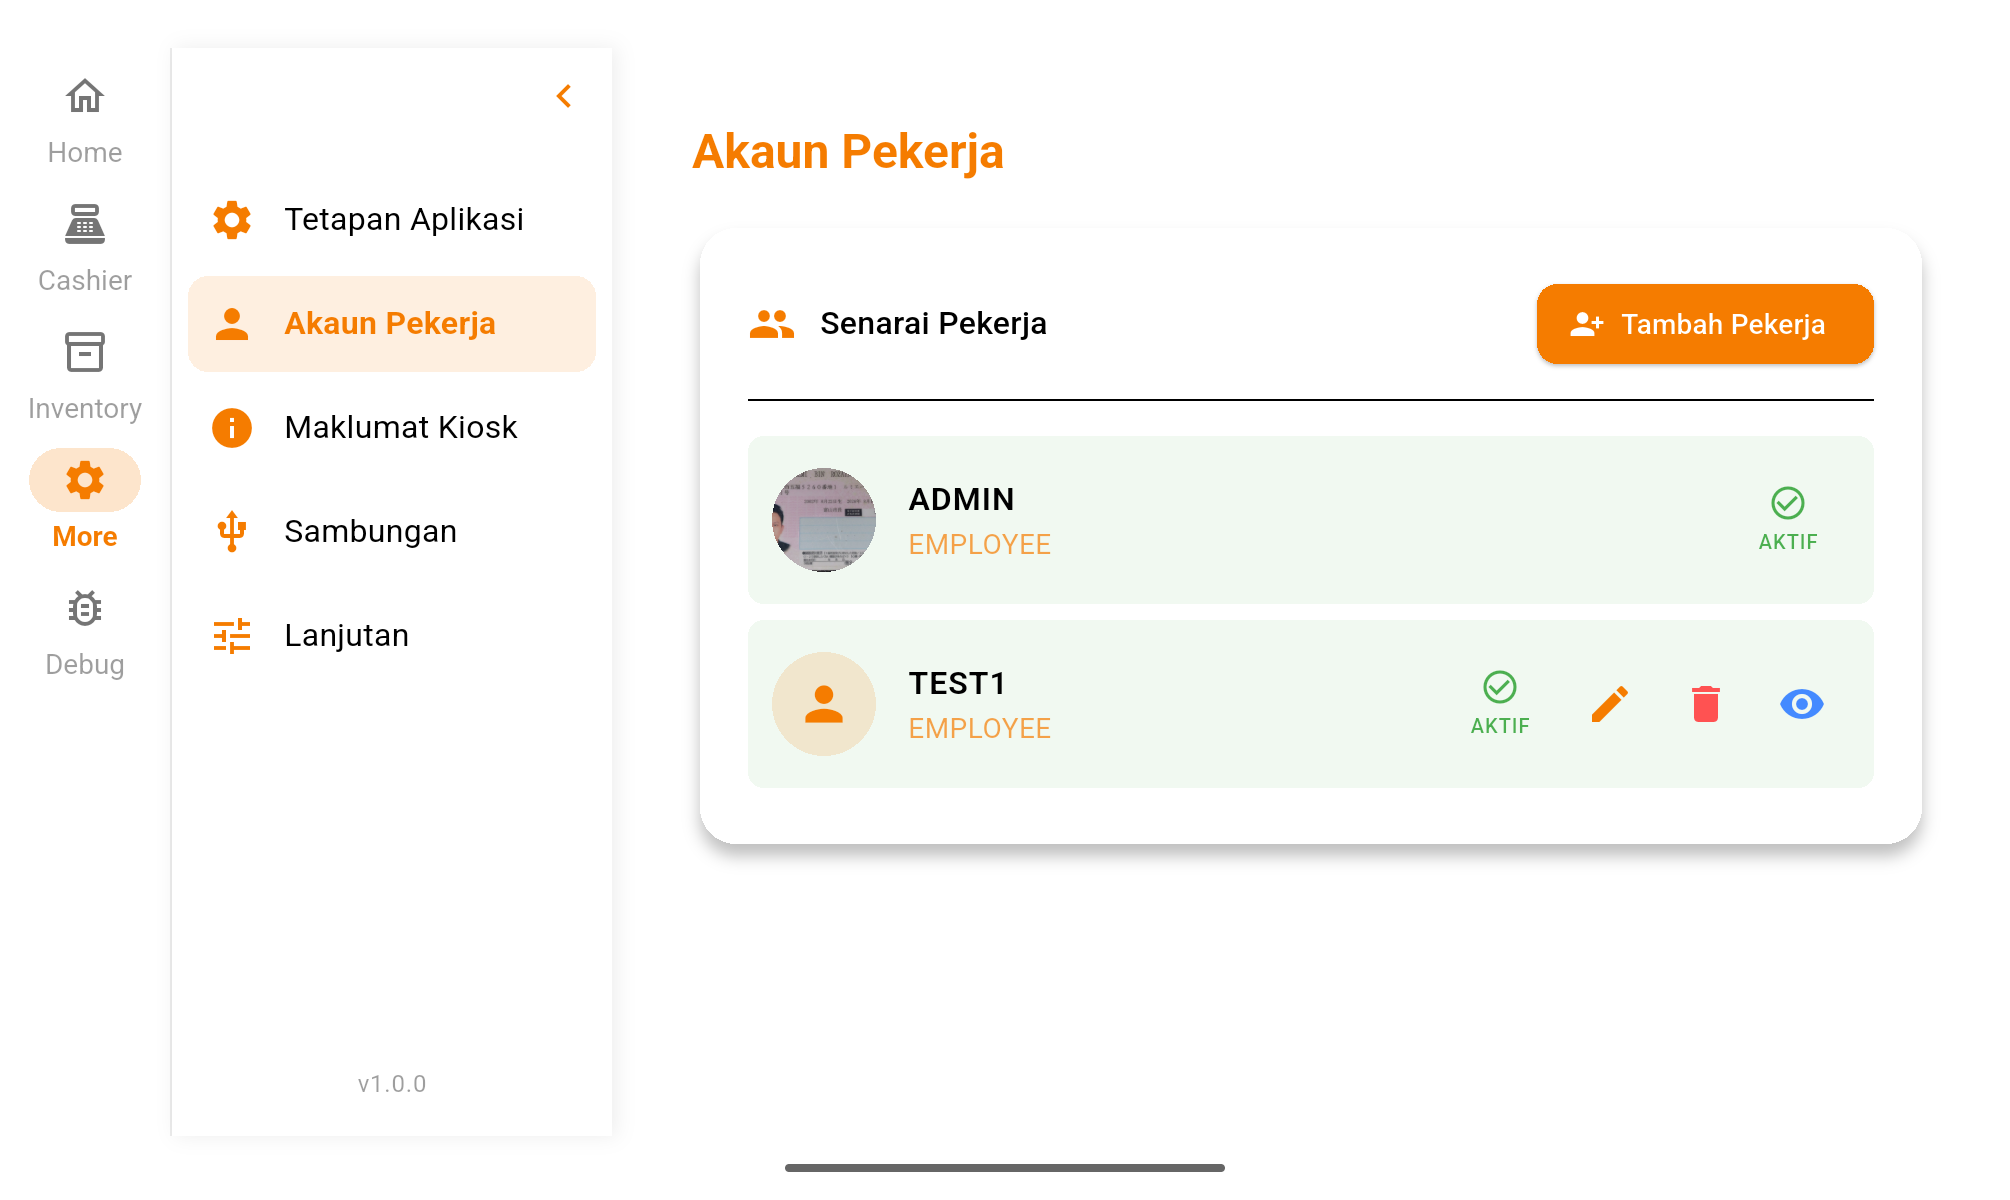 Home
Cashier
Inventory
More
Debug
Tetapan Aplikasi
Akaun Pekerja
Maklumat Kiosk
Sambungan
Lanjutan
v1.0.0
Akaun Pekerja
Senarai Pekerja
Tambah Pekerja
ADMIN
EMPLOYEE
AKTIF
TEST1
EMPLOYEE
AKTIF